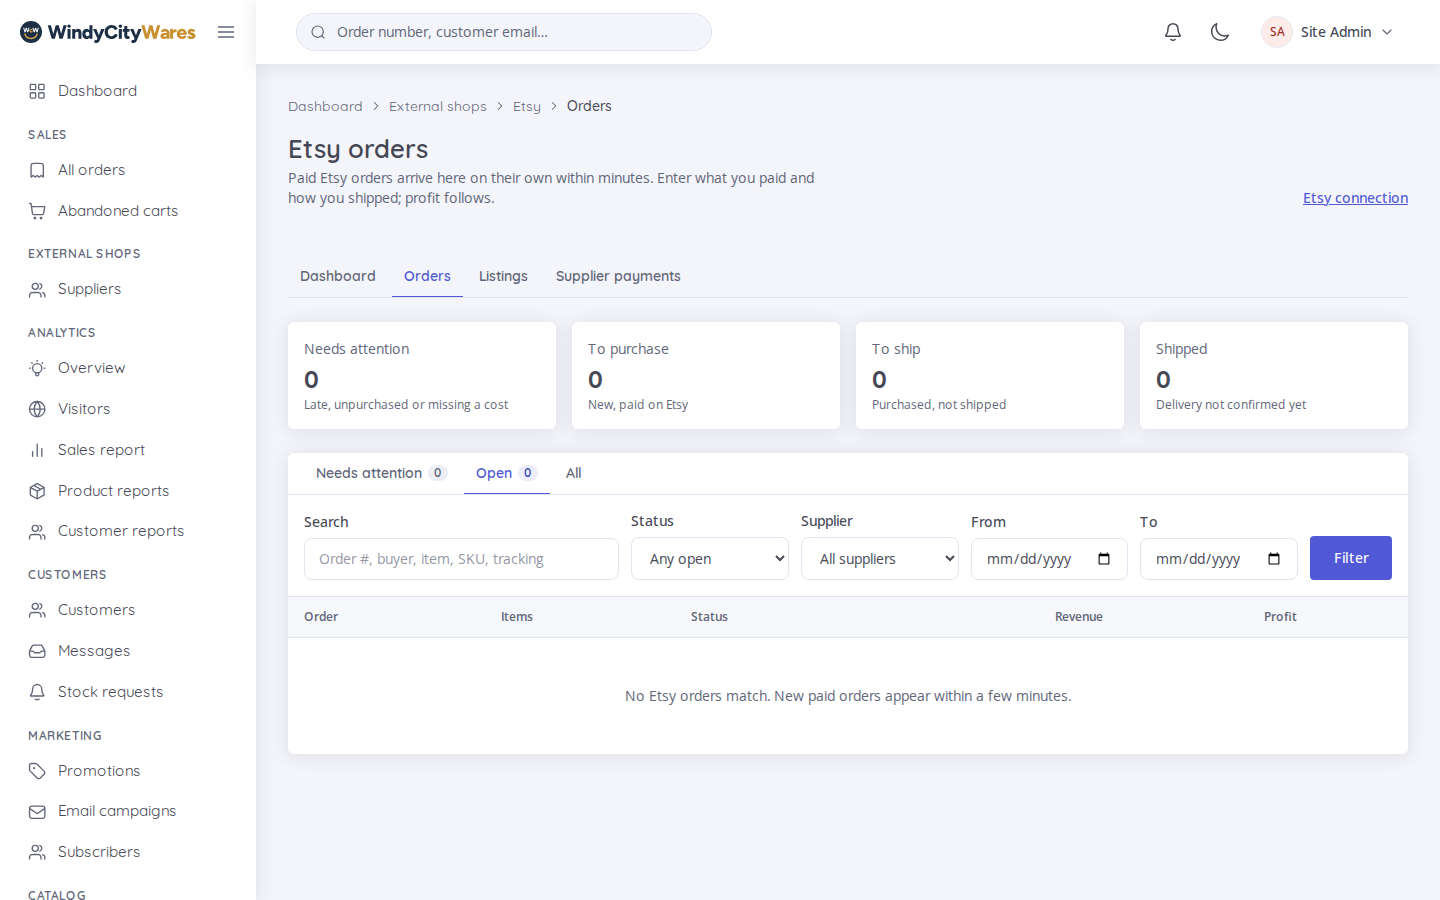 WindyCityWares
Order number, customer email...
SA
Site Admin
Dashboard
SALES
All orders
Abandoned carts
EXTERNAL SHOPS
Suppliers
ANALYTICS
Overview
Visitors
Sales report
Product reports
Customer reports
CUSTOMERS
Customers
Messages
Stock requests
MARKETING
Promotions
Email campaigns
Subscribers
CATALOG
Dashboard > External shops > Etsy > Orders
Etsy orders
Paid Etsy orders arrive here on their own within minutes. Enter what you paid and
how you shipped; profit follows.
Etsy connection
Dashboard Orders Listings Supplier payments
Needs attention
0
Late, unpurchased or missing a cost
To purchase
0
New, paid on Etsy
To ship
0
Purchased, not shipped
Shipped
0
Delivery not confirmed yet
Needs attention 0 Open 0 All
Search
Order #, buyer, item, SKU, tracking
Status
Any open
Supplier
All suppliers
From
mm/dd/yyyy
To
mm/dd/yyyy
Filter
Order Items Status Revenue Profit
No Etsy orders match. New paid orders appear within a few minutes.